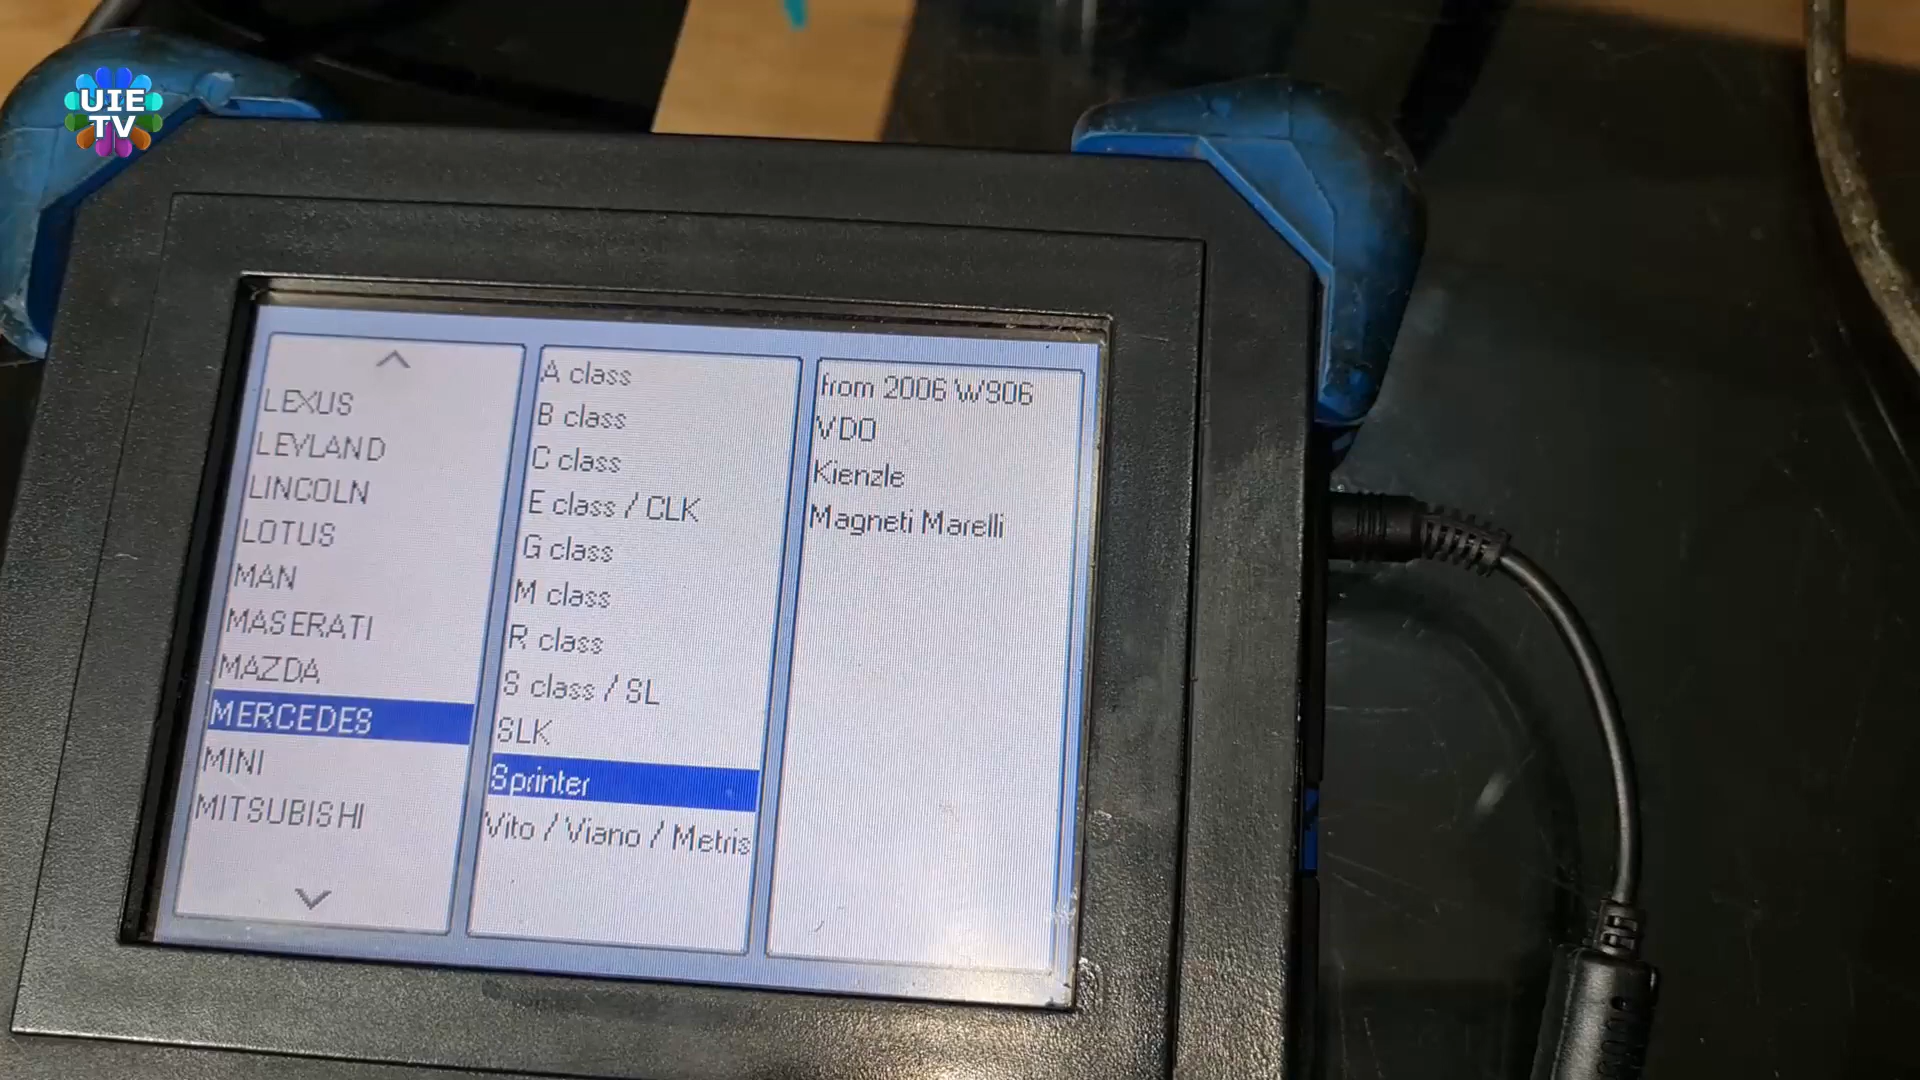 UIE
TV
LEXUS
LEYLAND
LINCOLN
LOTUS
MAN
MASERATI
MAZDA
MERCEDES
MINI
MITSUBISHI
A class
B class
C class
E class / CLK
G class
M class
R class
S class / SL
SLK
Sprinter
Vito / Viano / Metris
from 2006 W906
VDO
Kienzle
Magneti Marelli